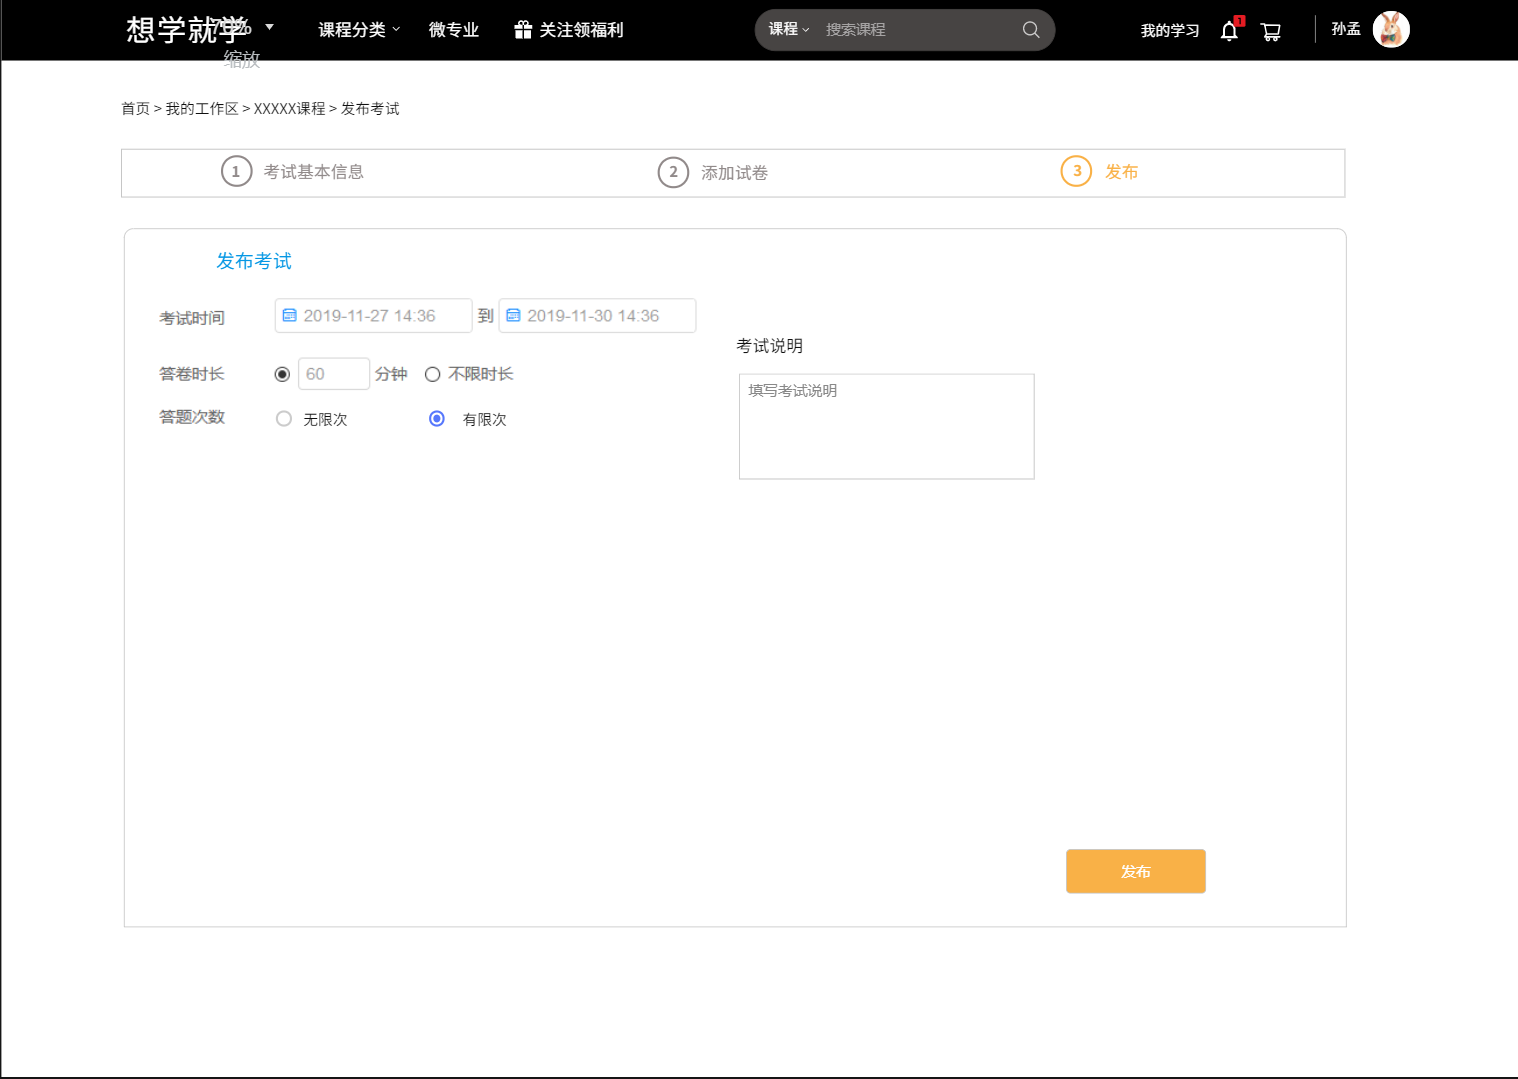 想学就学 课程分类 微专业 关注领福利 课程 搜索课程 我的学习 1 孙孟
缩放
首页 > 我的工作区 > XXXXX课程 > 发布考试
1 考试基本信息 2 添加试卷 3 发布
发布考试
考试时间 2019-11-27 14:36 到 2019-11-30 14:36
考试说明
答卷时长 60 分钟 不限时长
填写考试说明
答题次数 无限次 有限次
发布